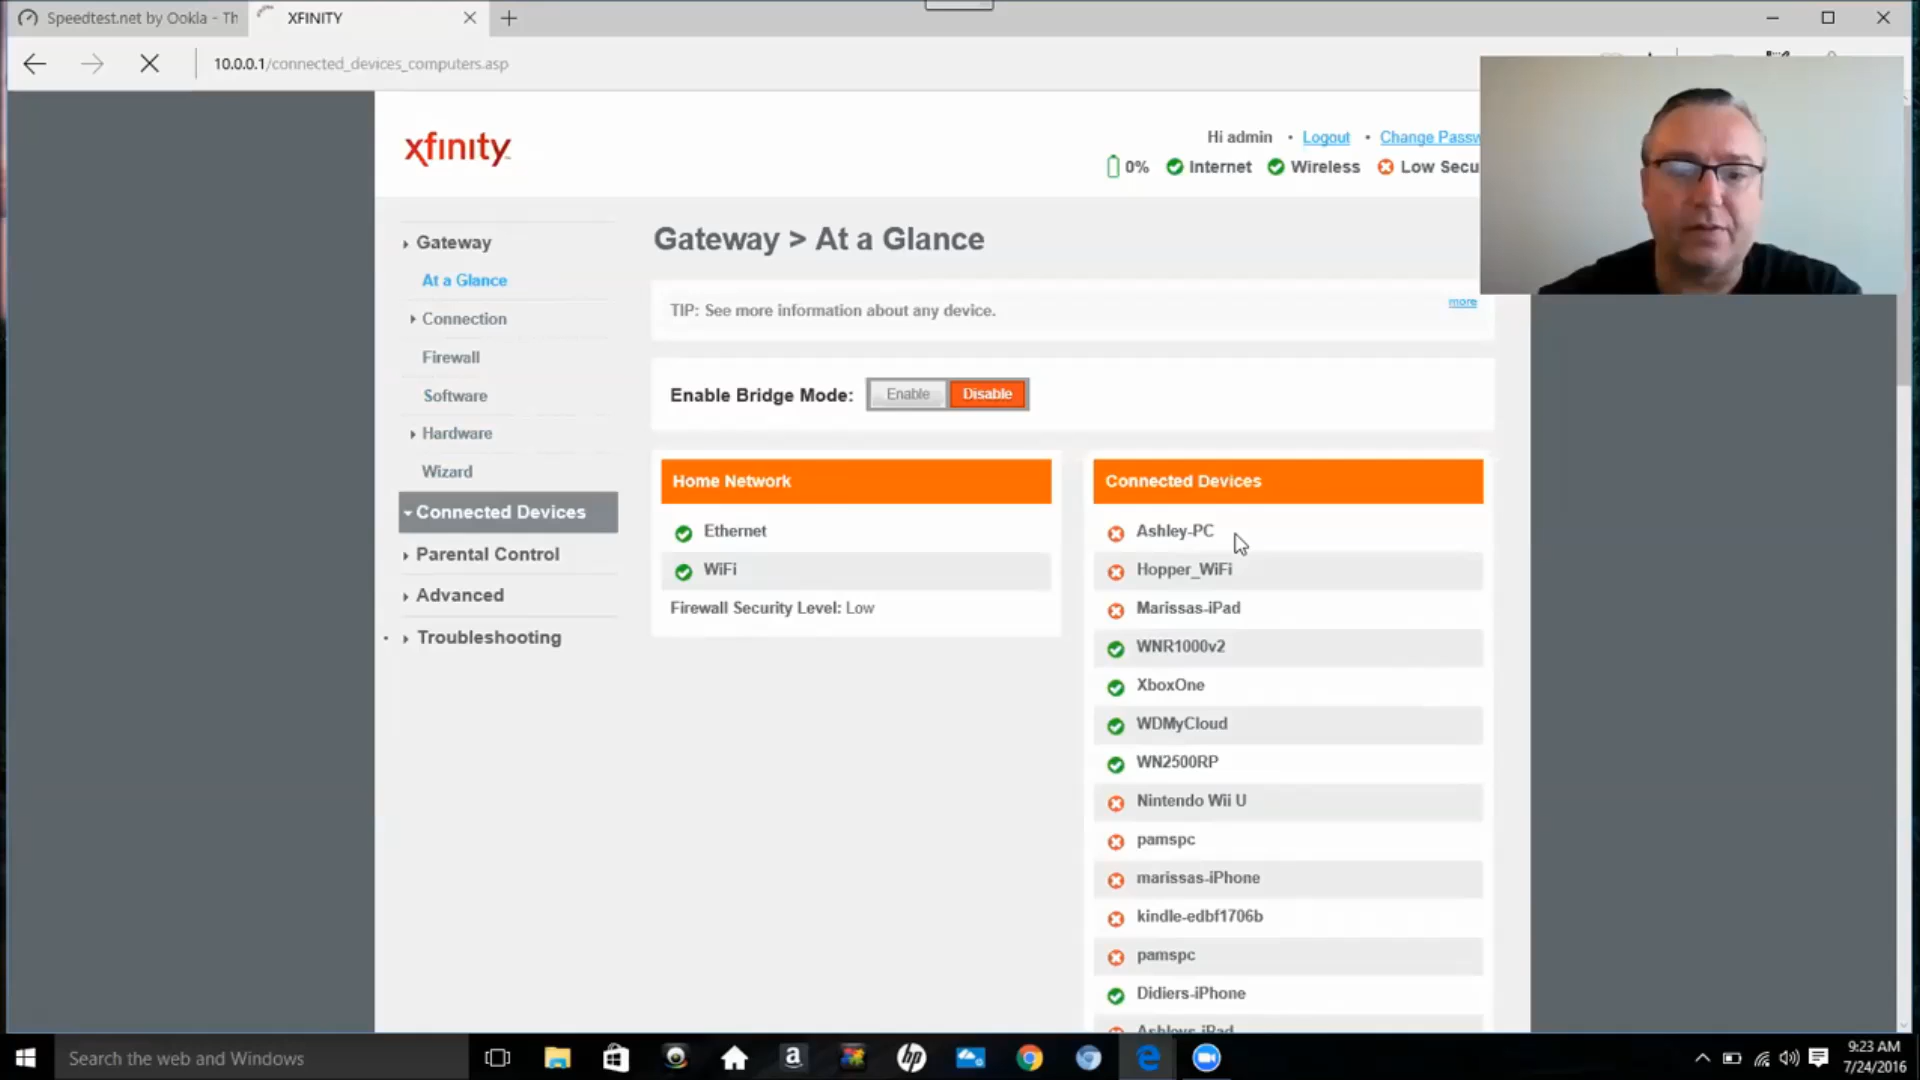 Speedtest.net by Ookla - Th
XFINITY
10.0.0.1/connected_devices_computers.asp
xfinity
Hi admin • Logout • Change Passw
0% Internet Wireless Low Secu
Gateway
At a Glance
Connection
Firewall
Software
Hardware
Wizard
Connected Devices
Parental Control
Advanced
Troubleshooting
Gateway > At a Glance
TIP: See more information about any device.
more
Enable Bridge Mode: Enable Disable
Home Network
Ethernet
WiFi
Firewall Security Level: Low
Connected Devices
Ashley-PC
Hopper_WiFi
Marissas-iPad
WNR1000v2
XboxOne
WDMyCloud
WN2500RP
Nintendo Wii U
pamspc
marissas-iPhone
kindle-edbf1706b
pamspc
Didiers-iPhone
Ashleys-iPad
Search the web and Windows
a
hp
9:23 AM
7/24/2016